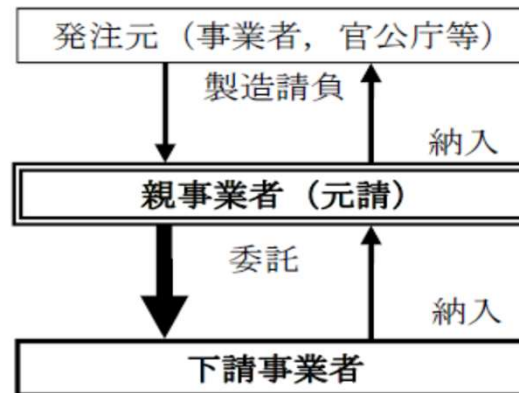 発注元（事業者，官公庁等）
製造請負
納入
親事業者（元請）
委託
納入
下請事業者